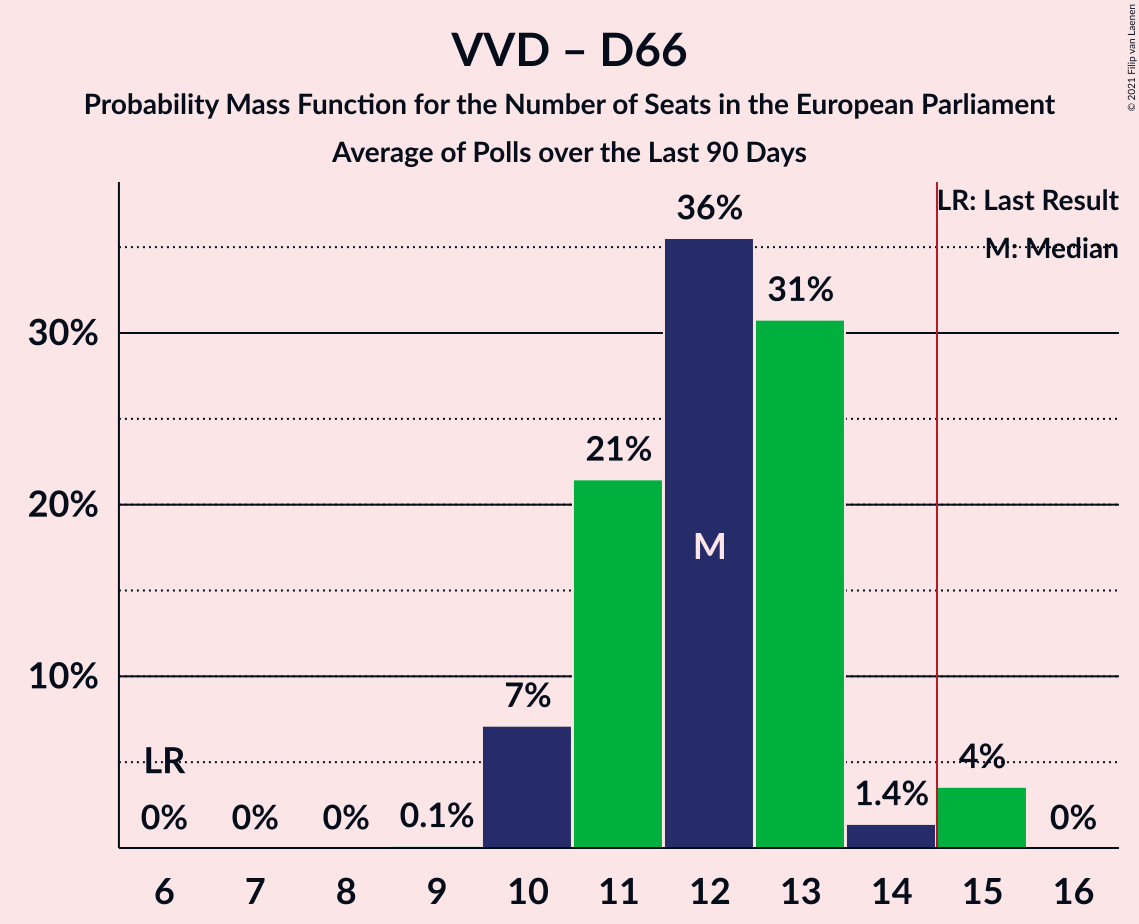 VVD – D66
Probability Mass Function for the Number of Seats in the European Parliament
Average of Polls over the Last 90 Days
© 2021 Filip van Laenen
LR: Last Result
M: Median
36%
31%
30%
21%
20%
M
10%
7%
LR
4%
0% 0% 0% 0.1% 1.4% 0%
6 7 8 9 10 11 12 13 14 15 16